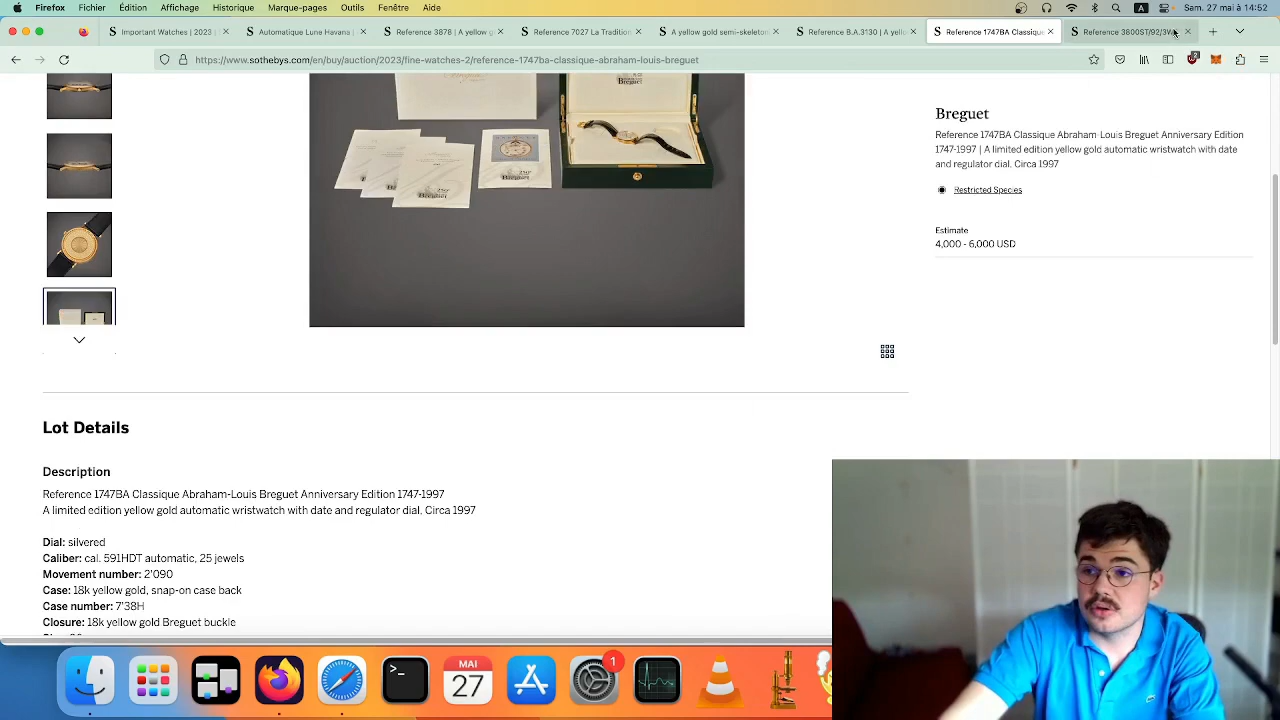 Firefox Fichier Édition Affichage Historique Marque-pages Outils Fenêtre Aide A Sam. 27 mai à 14:52
S Important Watches | 2023 | S Automatique Lune Havana | S Reference 3878 | A yellow g S Reference 7027 La Tradition S A yellow gold semi-skeleton S Reference B.A.3130 | A yello S Reference 1747BA Classique S Reference 3800ST/92/3W
https://www.sothebys.com/en/buy/auction/2023/fine-watches-2/reference-1747ba-classique-abraham-louis-breguet 2
Breguet
Breguet
Reference 1747BA Classique Abraham-Louis Breguet Anniversary Edition
1747-1997 | A limited edition yellow gold automatic wristwatch with date
and regulator dial, Circa 1997
Restricted Species
Estimate
4,000 - 6,000 USD
Lot Details
Description
Reference 1747BA Classique Abraham-Louis Breguet Anniversary Edition 1747-1997
A limited edition yellow gold automatic wristwatch with date and regulator dial, Circa 1997
Dial: silvered
Caliber: cal. 591HDT automatic, 25 jewels
Movement number: 2'090
Case: 18k yellow gold, snap-on case back
Case number: 7'38H
Closure: 18k yellow gold Breguet buckle
MAI
27
1